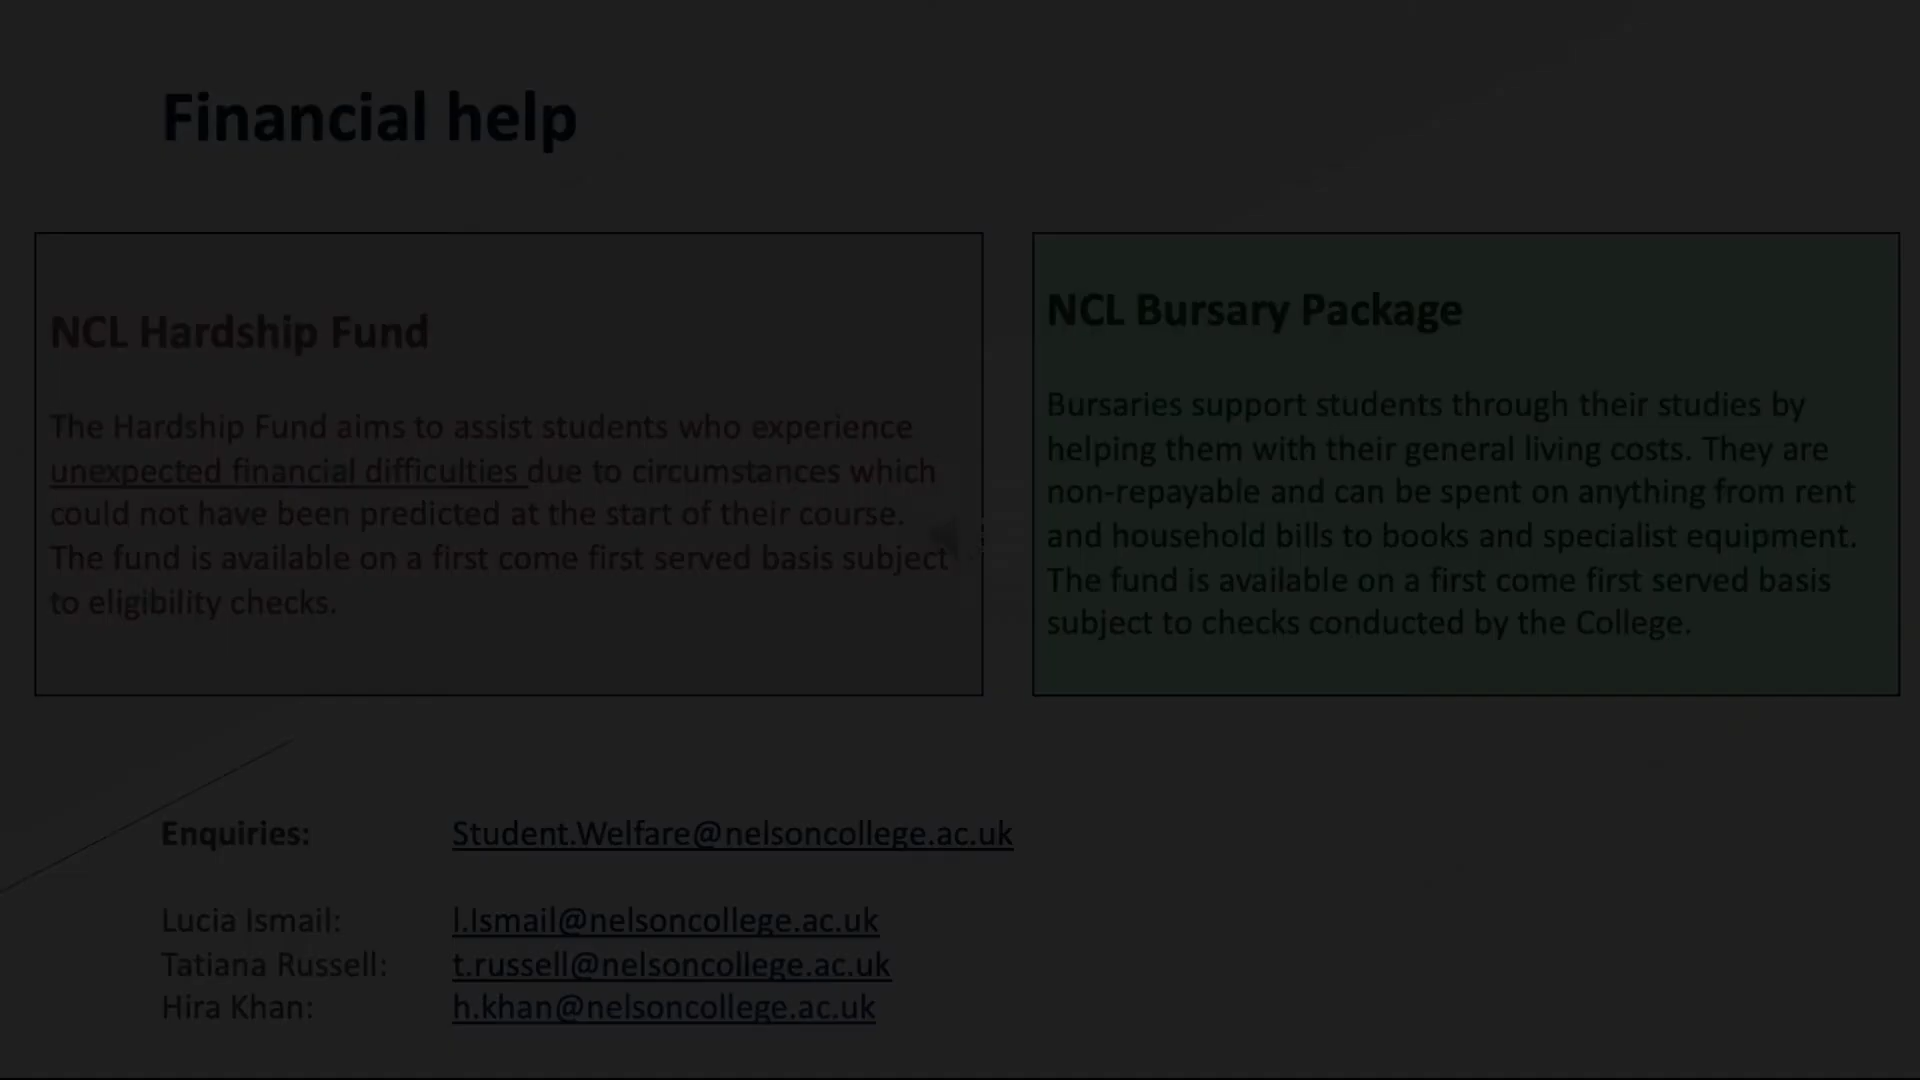 Financial help
NCL Hardship Fund
The Hardship Fund aims to assist students who experience
unexpected financial difficulties due to circumstances which
could not have been predicted at the start of their course.
The fund is available on a first come first served basis subject
to eligibility checks.
NCL Bursary Package
Bursaries support students through their studies by
helping them with their general living costs. They are
non-repayable and can be spent on anything from rent
and household bills to books and specialist equipment.
The fund is available on a first come first served basis
subject to checks conducted by the College.
Enquiries: Student.Welfare@nelsoncollege.ac.uk
Lucia Ismail: l.Ismail@nelsoncollege.ac.uk
Tatiana Russell: t.russell@nelsoncollege.ac.uk
Hira Khan: h.khan@nelsoncollege.ac.uk